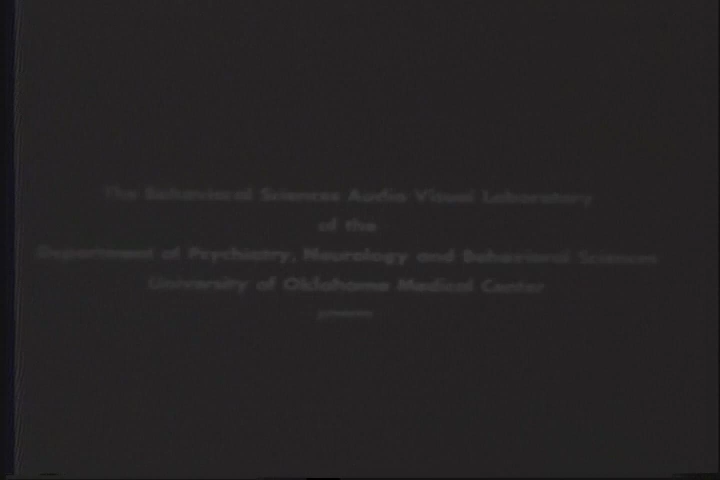 The Behavioral Sciences Audio Visual Laboratory
of the
Department of Psychiatry, Neurology and Behavioral Sciences
University of Oklahoma Medical Center
presents